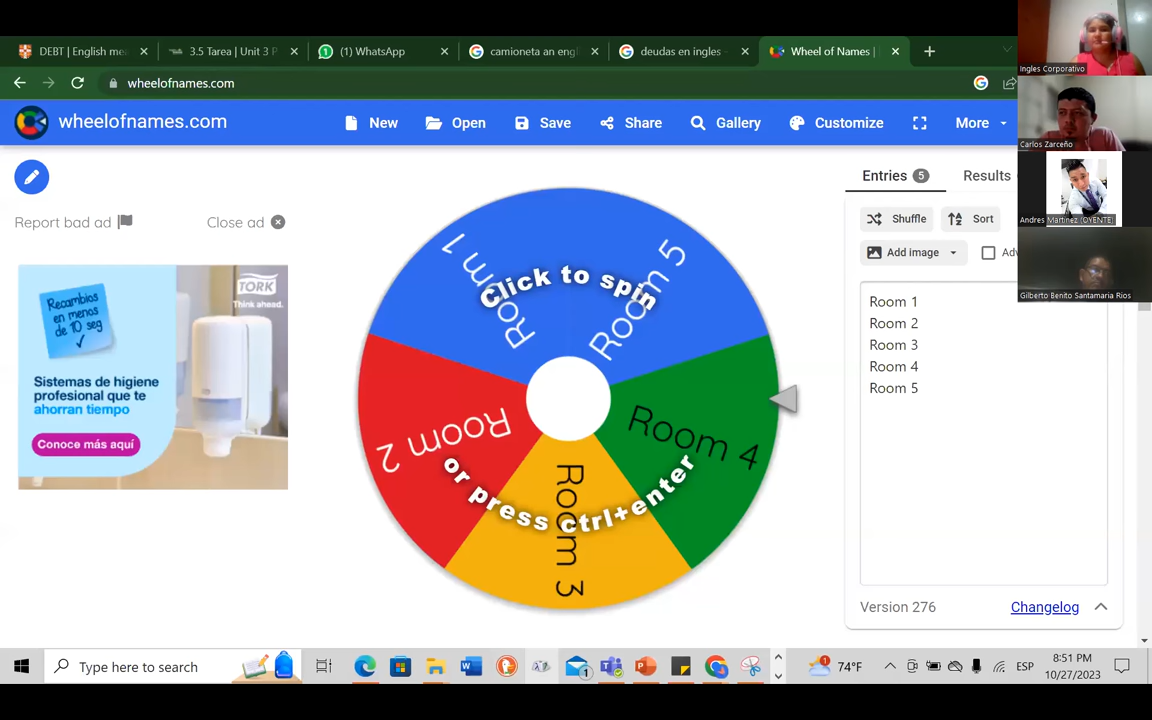 DEBT | English mea
3.5 Tarea | Unit 3 P
(1) WhatsApp
camioneta an engl
deudas en ingles -
Wheel of Names |
wheelofnames.com
wheelofnames.com
New
Open
Save
Share
Gallery
Customize
More
Report bad ad
Close ad
Recambios
en menos
de 10 seg
TORK
Think ahead.
Sistemas de higiene
profesional que te
ahorran tiempo
Conoce más aquí
Room 1
Room 5
Room 4
Room 3
Room 2
Click to spin
or press ctrl+enter
Entries 5
Results
Shuffle
Sort
Add image
Adv
Room 1
Room 2
Room 3
Room 4
Room 5
Version 276
Changelog
Ingles Corporativo
Carlos Zarceño
Andres Martinez (OYENTE)
Gilberto Benito Santamaria Rios
Type here to search
1
1
74°F
ESP
8:51 PM
10/27/2023